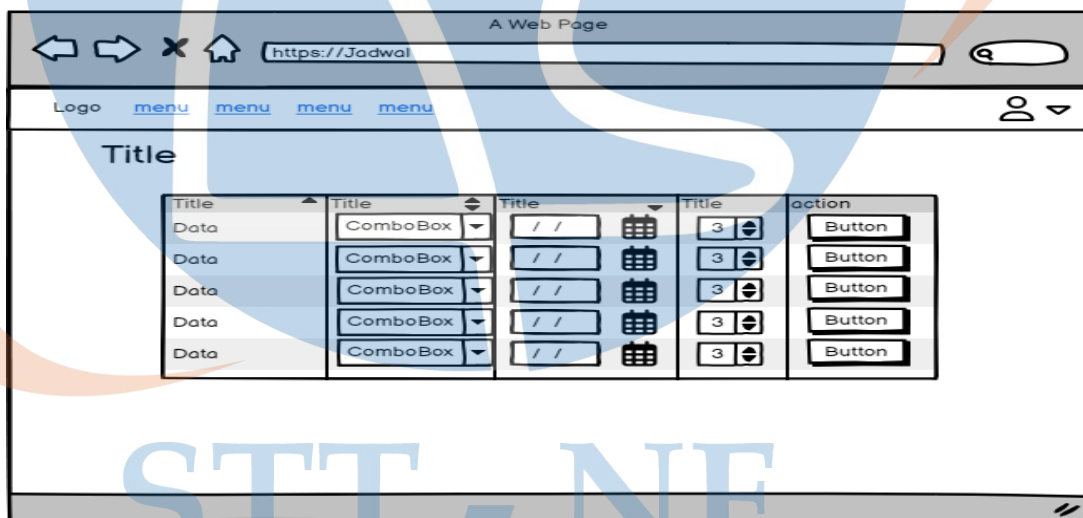 A Web Page
https://Jadwal
Logo menu menu menu menu
Title
Title Title Title Title action
Data ComboBox / / 3 Button
Data ComboBox / / 3 Button
Data ComboBox / / 3 Button
Data ComboBox / / 3 Button
Data ComboBox / / 3 Button
STT - NF